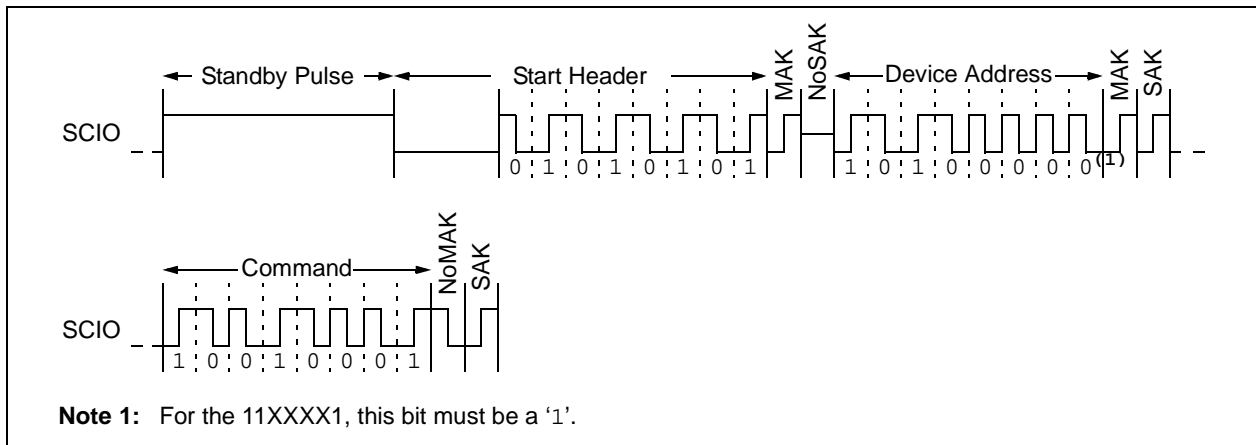 Standby Pulse Start Header MAK NoSAK Device Address MAK SAK
SCIO
0 1 0 1 0 1 0 1 1 0 1 0 0 0 0 0(1)
Command NoMAK SAK
SCIO
1 0 0 1 0 0 0 1
Note 1: For the 11XXXX1, this bit must be a ‘1’.